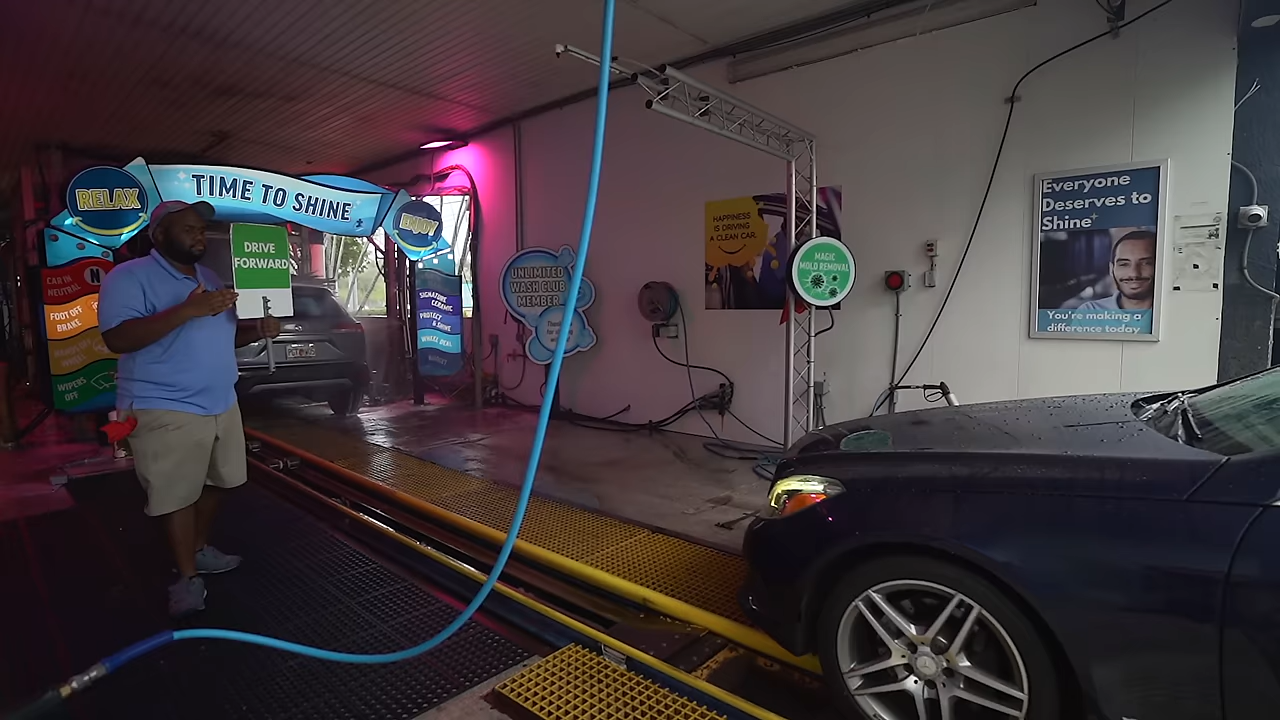 RELAX
TIME TO SHINE
ENJOY
DRIVE
FORWARD
CAR IN
NEUTRAL
N
FOOT OFF
BRAKE
WIPERS
OFF
SIGNATURE
CERAMIC
PROTECT
& SHINE
WHEEL DEAL
UNLIMITED
WASH CLUB
MEMBER
HAPPINESS
IS DRIVING
A CLEAN CAR.
MAGIC
MOLD REMOVAL
Everyone
Deserves to
Shine
You're making a
difference today